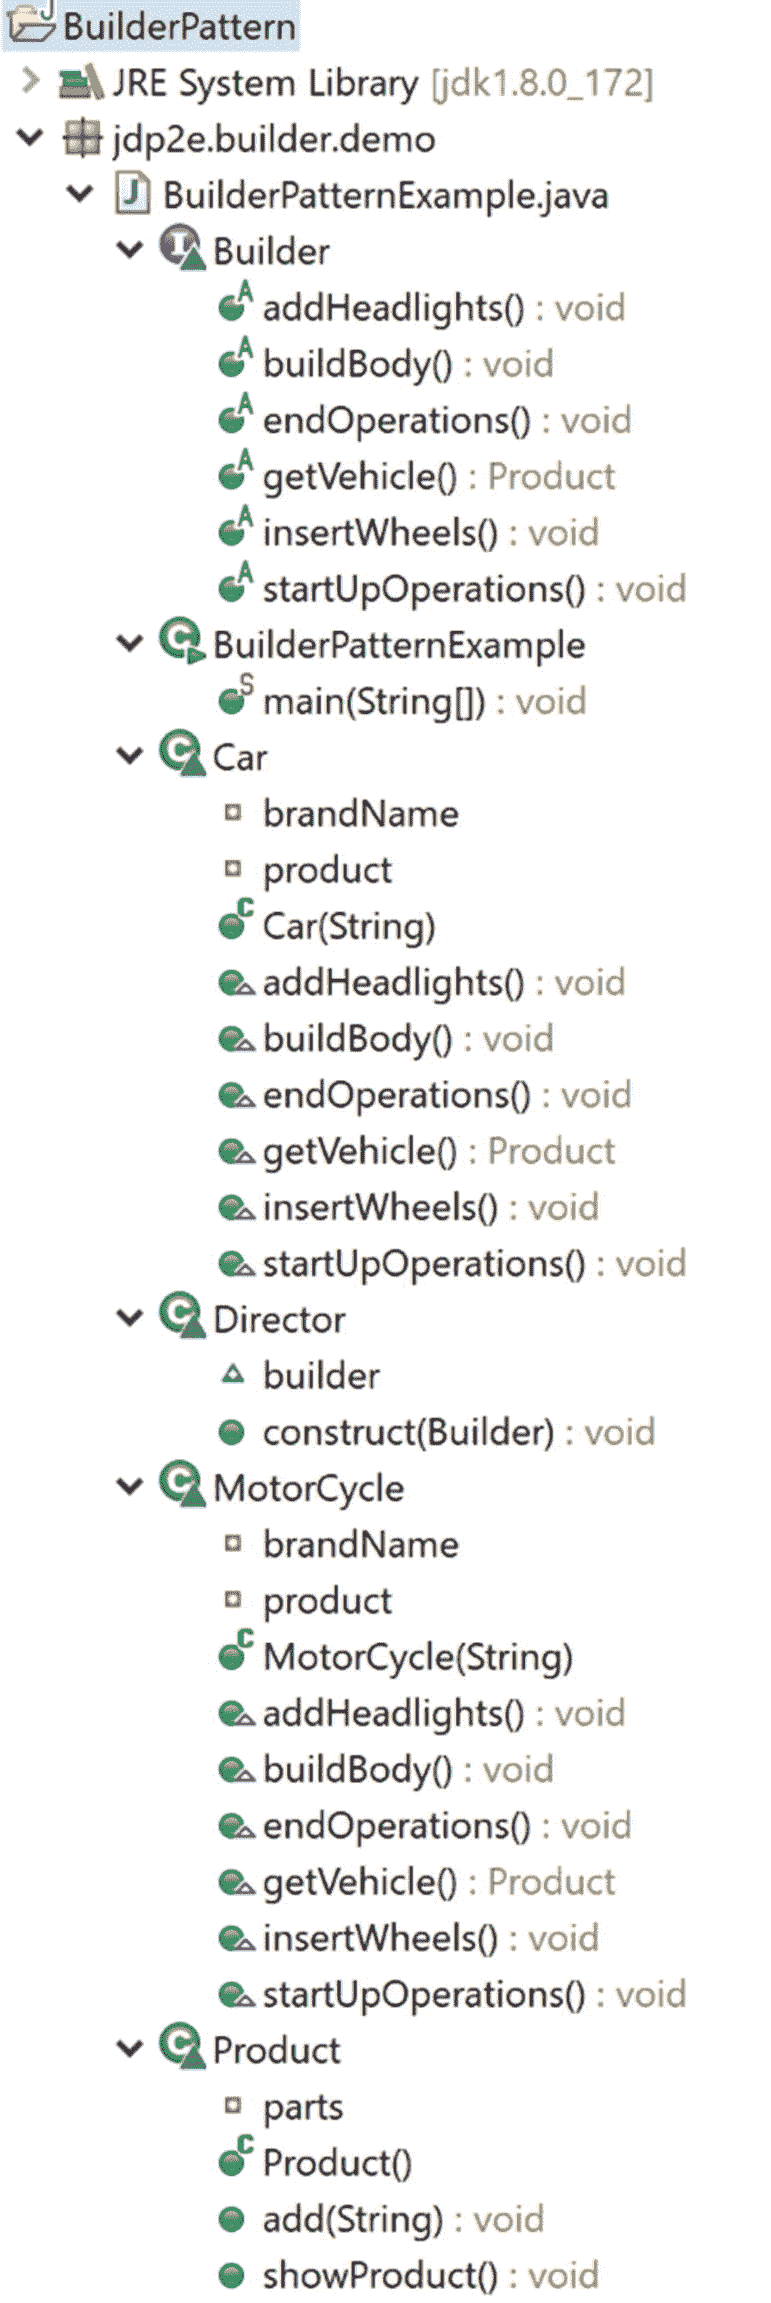 BuilderPattern
JRE System Library [jdk1.8.0_172]
jdp2e.builder.demo
BuilderPatternExample.java
Builder
addHeadlights() : void
buildBody() : void
endOperations() : void
getVehicle() : Product
insertWheels() : void
startUpOperations() : void
BuilderPatternExample
main(String[]) : void
Car
brandName
product
Car(String)
addHeadlights() : void
buildBody() : void
endOperations() : void
getVehicle() : Product
insertWheels() : void
startUpOperations() : void
Director
builder
construct(Builder) : void
MotorCycle
brandName
product
MotorCycle(String)
addHeadlights() : void
buildBody() : void
endOperations() : void
getVehicle() : Product
insertWheels() : void
startUpOperations() : void
Product
parts
Product()
add(String) : void
showProduct() : void